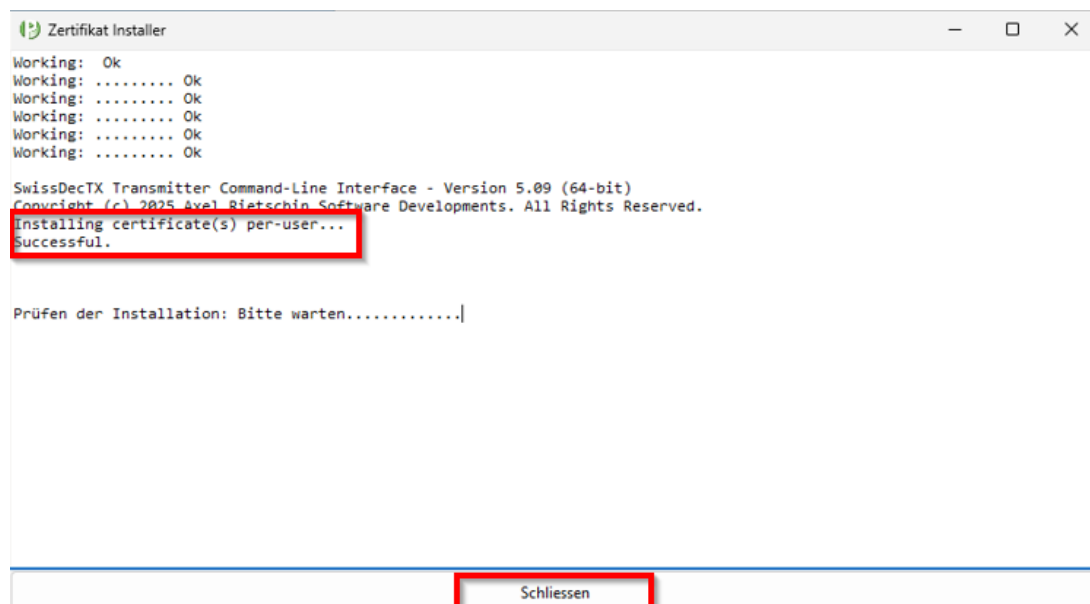 Zertifikat Installer
Working:  Ok
Working: ......... Ok
Working: ......... Ok
Working: ......... Ok
Working: ......... Ok
Working: ......... Ok
SwissDecTX Transmitter Command-Line Interface - Version 5.09 (64-bit)
Copyright (c) 2025 Axel Rietschin Software Developments. All Rights Reserved.
Installing certificate(s) per-user...
Successful.
Prüfen der Installation: Bitte warten.............
Schliessen